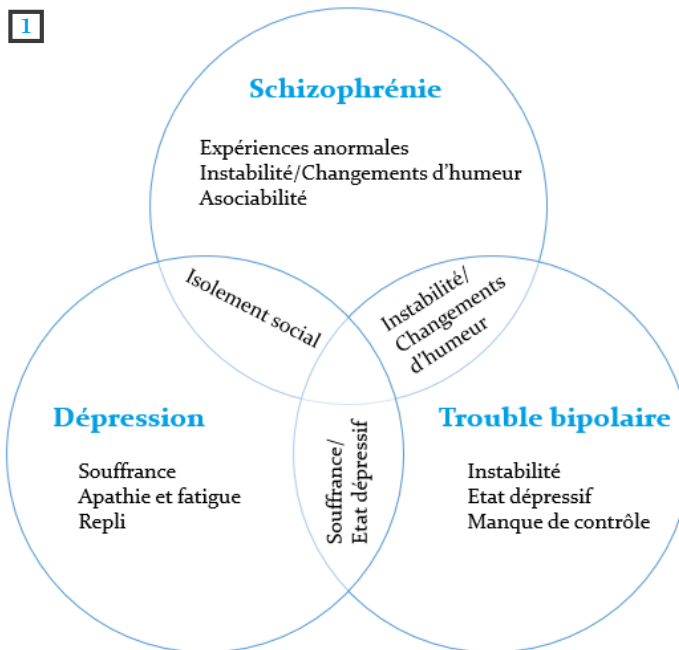 1
Schizophrénie
Expériences anormales
Instabilité/Changements d'humeur
Asociabilité
Isolement social
Instabilité/
Changements
d'humeur
Dépression
Souffrance
Apathie et fatigue
Repli
Souffrance/
Etat dépressif
Trouble bipolaire
Instabilité
Etat dépressif
Manque de contrôle